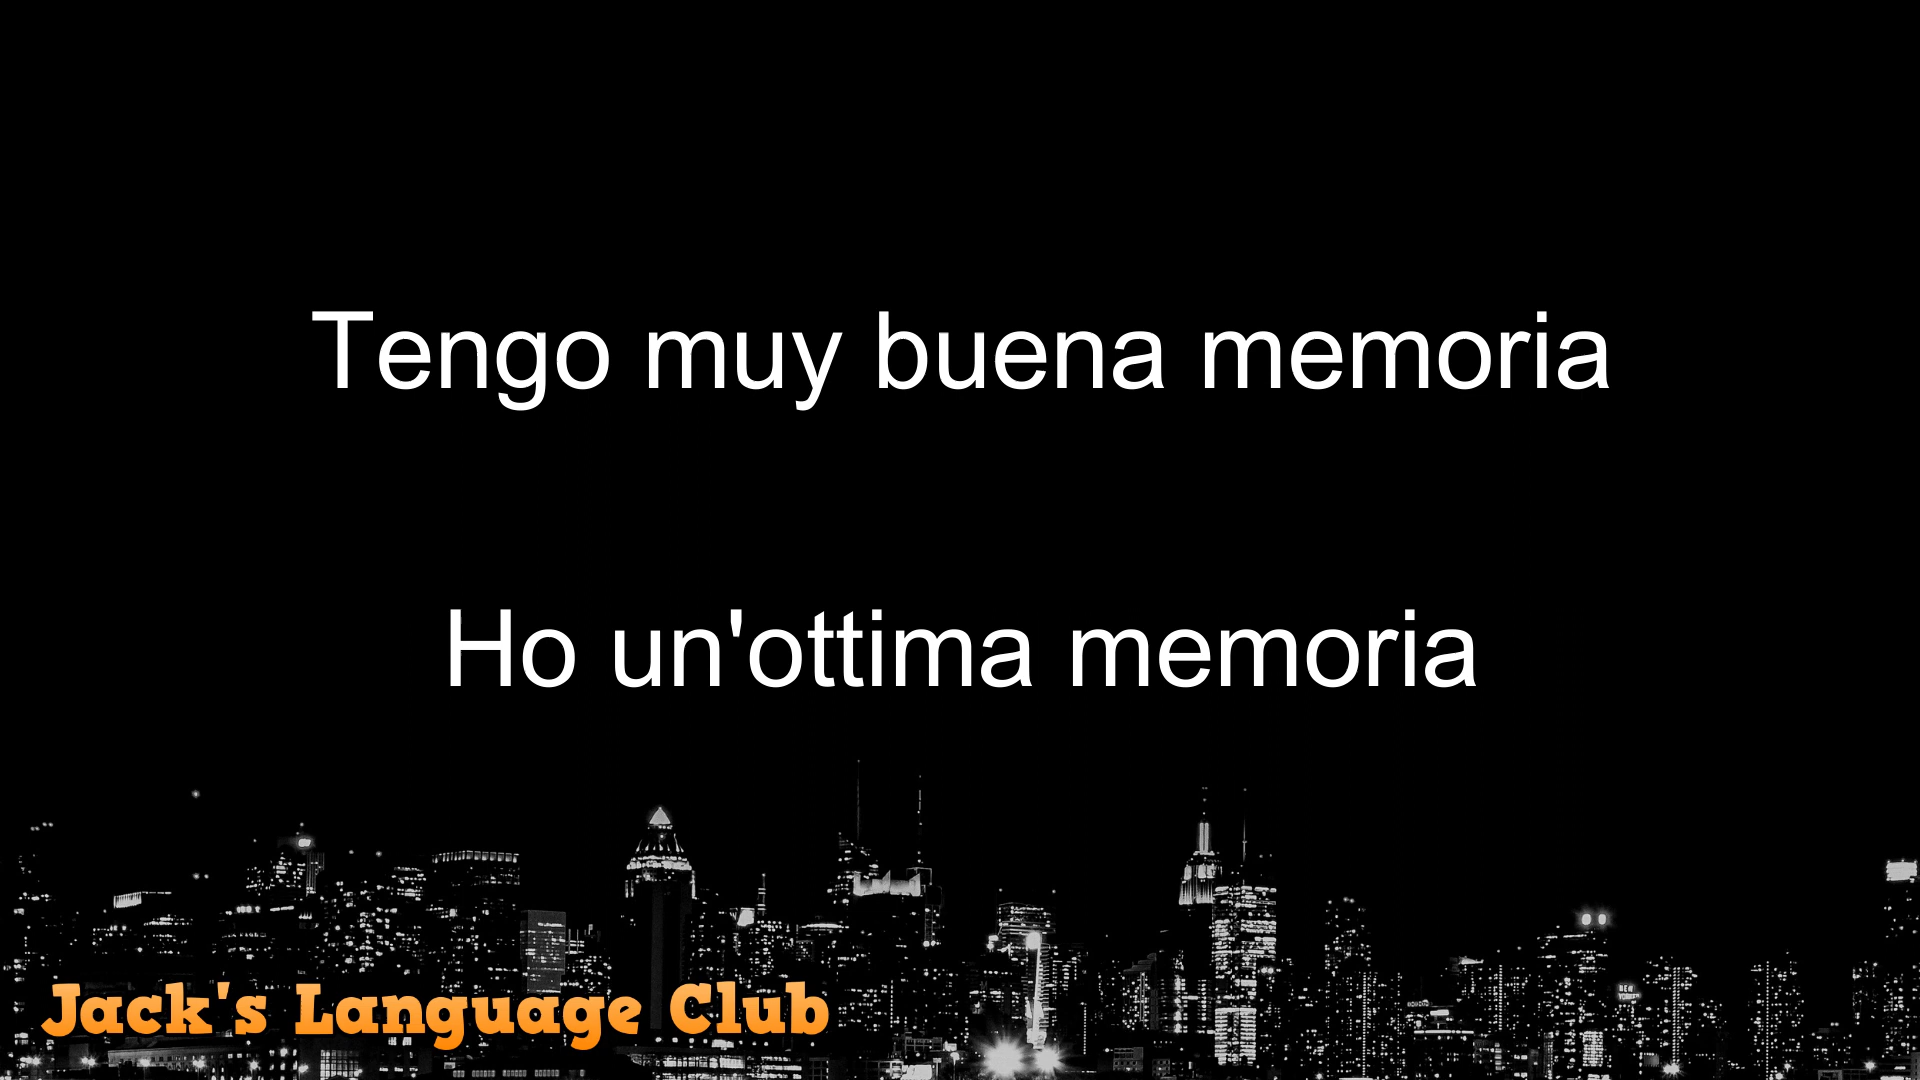 Tengo muy buena memoria
Ho un'ottima memoria
Jack's Language Club